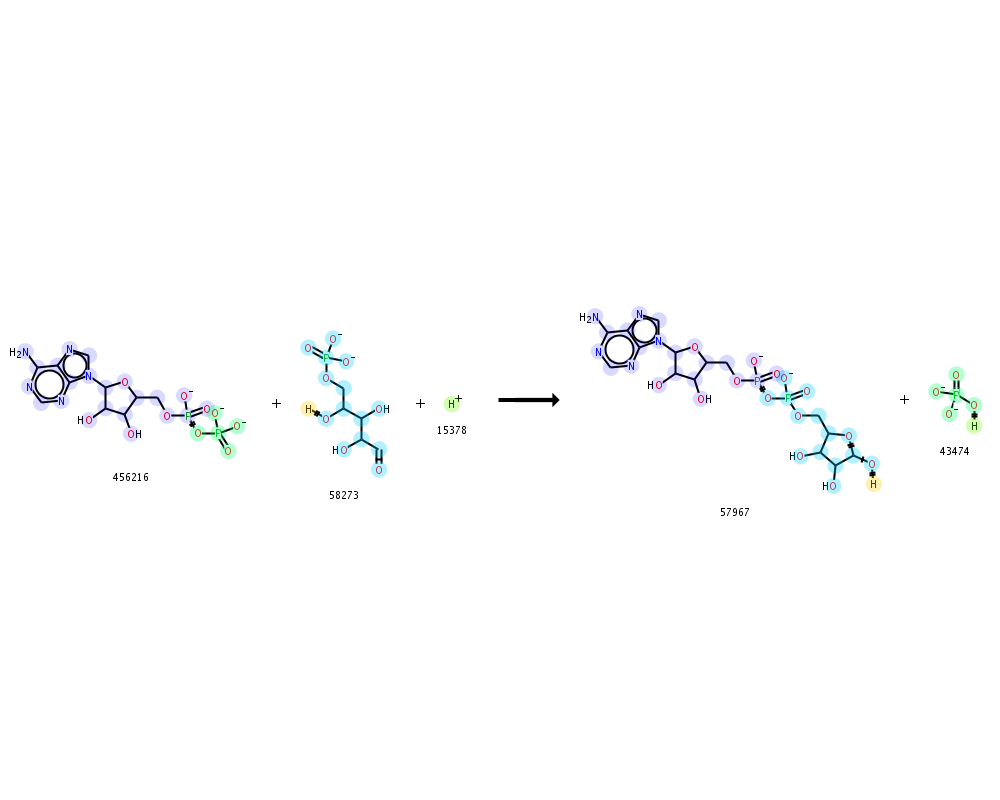 456216
+
58273
+
H+
15378
57967
+
43474
H2N
N
N
N
N
O
HO
OH
O
P
O-
O
O
P
O-
O-
O
O-
O
P
O-
O
H
O
OH
HO
O
H2N
N
N
N
N
O
HO
OH
O
P
O-
O
O
P
O-
O
O
O
HO
HO
O
H
O
O-
P
O
O-
H